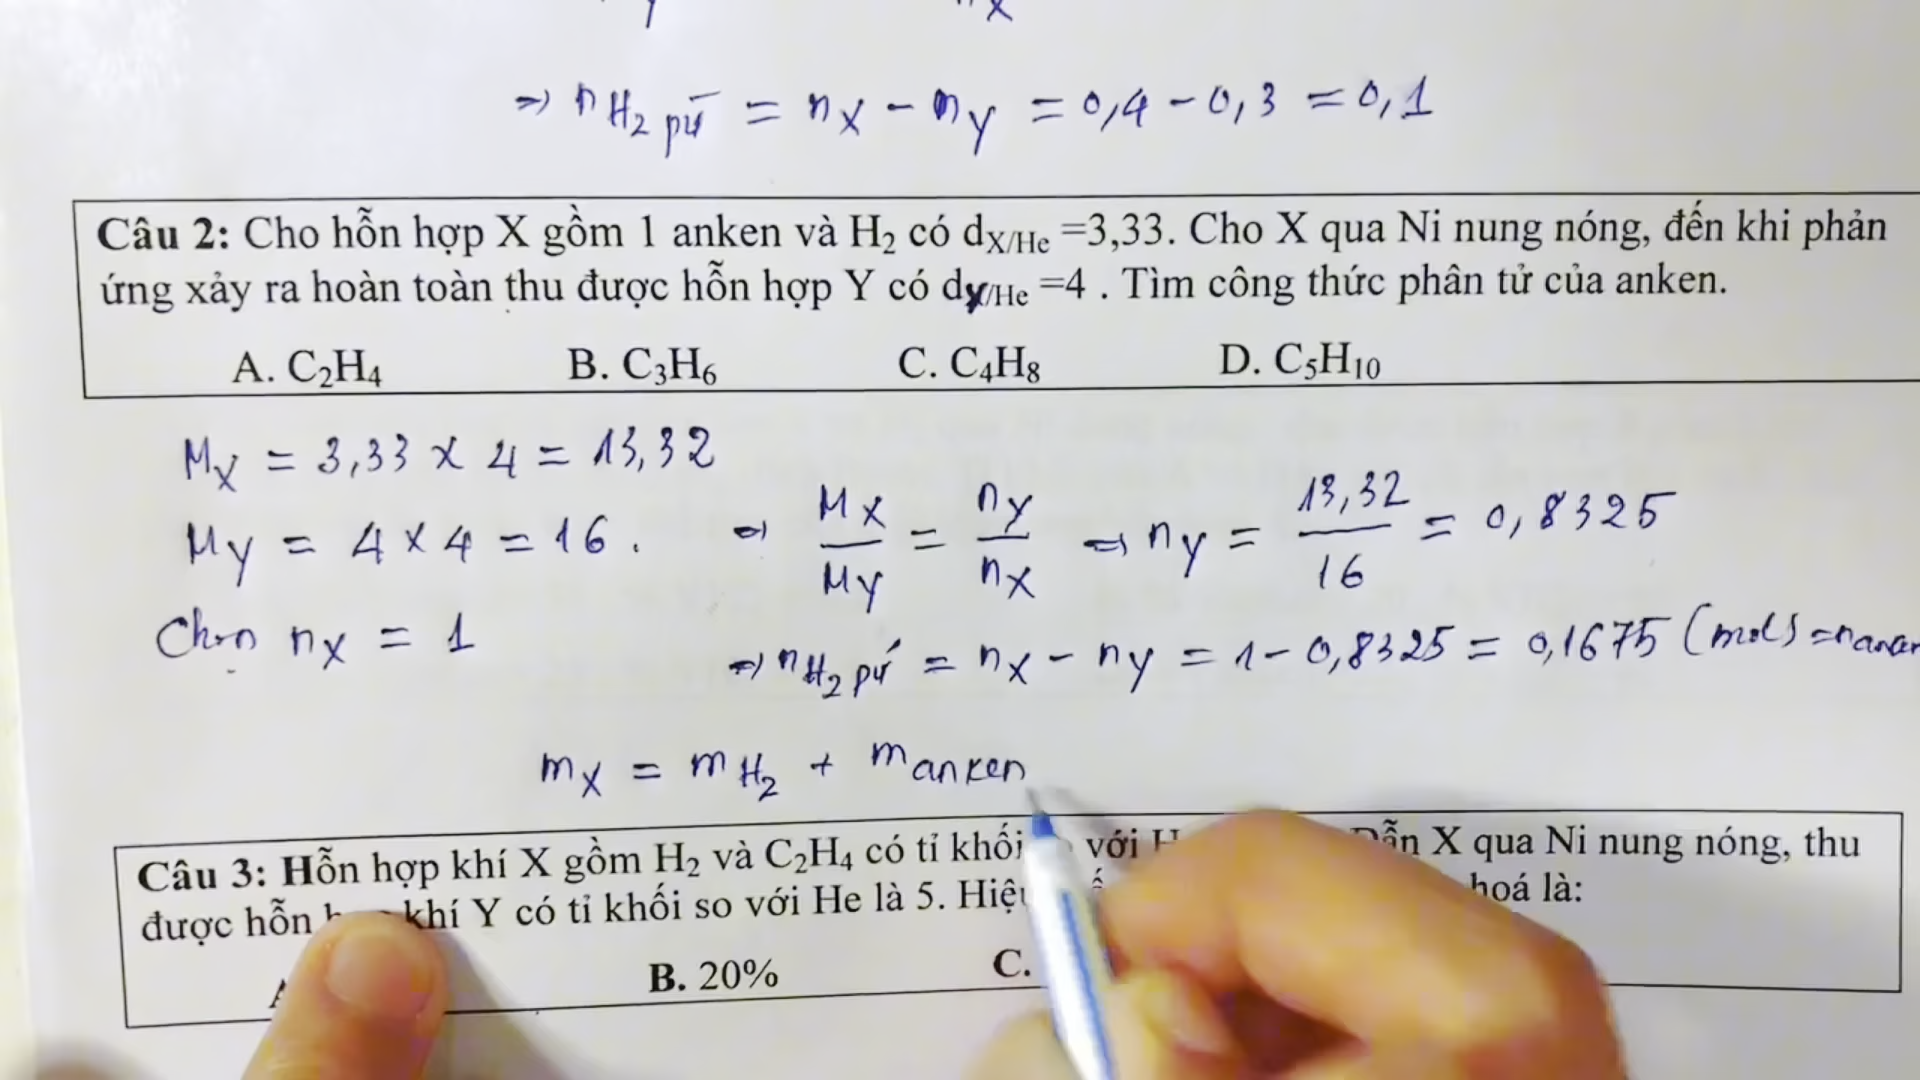 ⇒ nH₂ pứ = nX − nY = 0,4 − 0,3 = 0,1
Câu 2: Cho hỗn hợp X gồm 1 anken và H₂ có dX/He =3,33. Cho X qua Ni nung nóng, đến khi phản
ứng xảy ra hoàn toàn thu được hỗn hợp Y có dY/He =4 . Tìm công thức phân tử của anken.
A. C₂H₄ B. C₃H₆ C. C₄H₈ D. C₅H₁₀
MX = 3,33 x 4 = 13,32
MY = 4 x 4 = 16. ⇒ MX/MY = nY/nX ⇒ nY = 13,32/16 = 0,8325
Chọn nX = 1
⇒ nH₂ pứ = nX − nY = 1 − 0,8325 = 0,1675 (mol) = nanken
mX = mH₂ + manken
Câu 3: Hỗn hợp khí X gồm H₂ và C₂H₄ có tỉ khối với Dẫn X qua Ni nung nóng, thu
được hỗn khí Y có tỉ khối so với He là 5. hoá là:
B. 20% C.